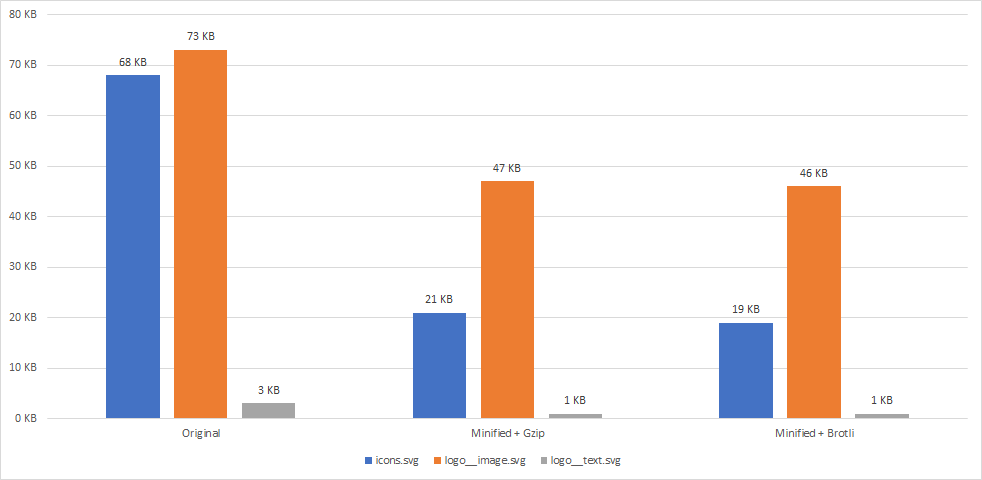 80 KB
70 KB
60 KB
50 KB
40 KB
30 KB
20 KB
10 KB
0 KB
68 KB
73 KB
3 KB
21 KB
47 KB
1 KB
19 KB
46 KB
1 KB
Original
Minified + Gzip
Minified + Brotli
icons.svg
logo__image.svg
logo__text.svg